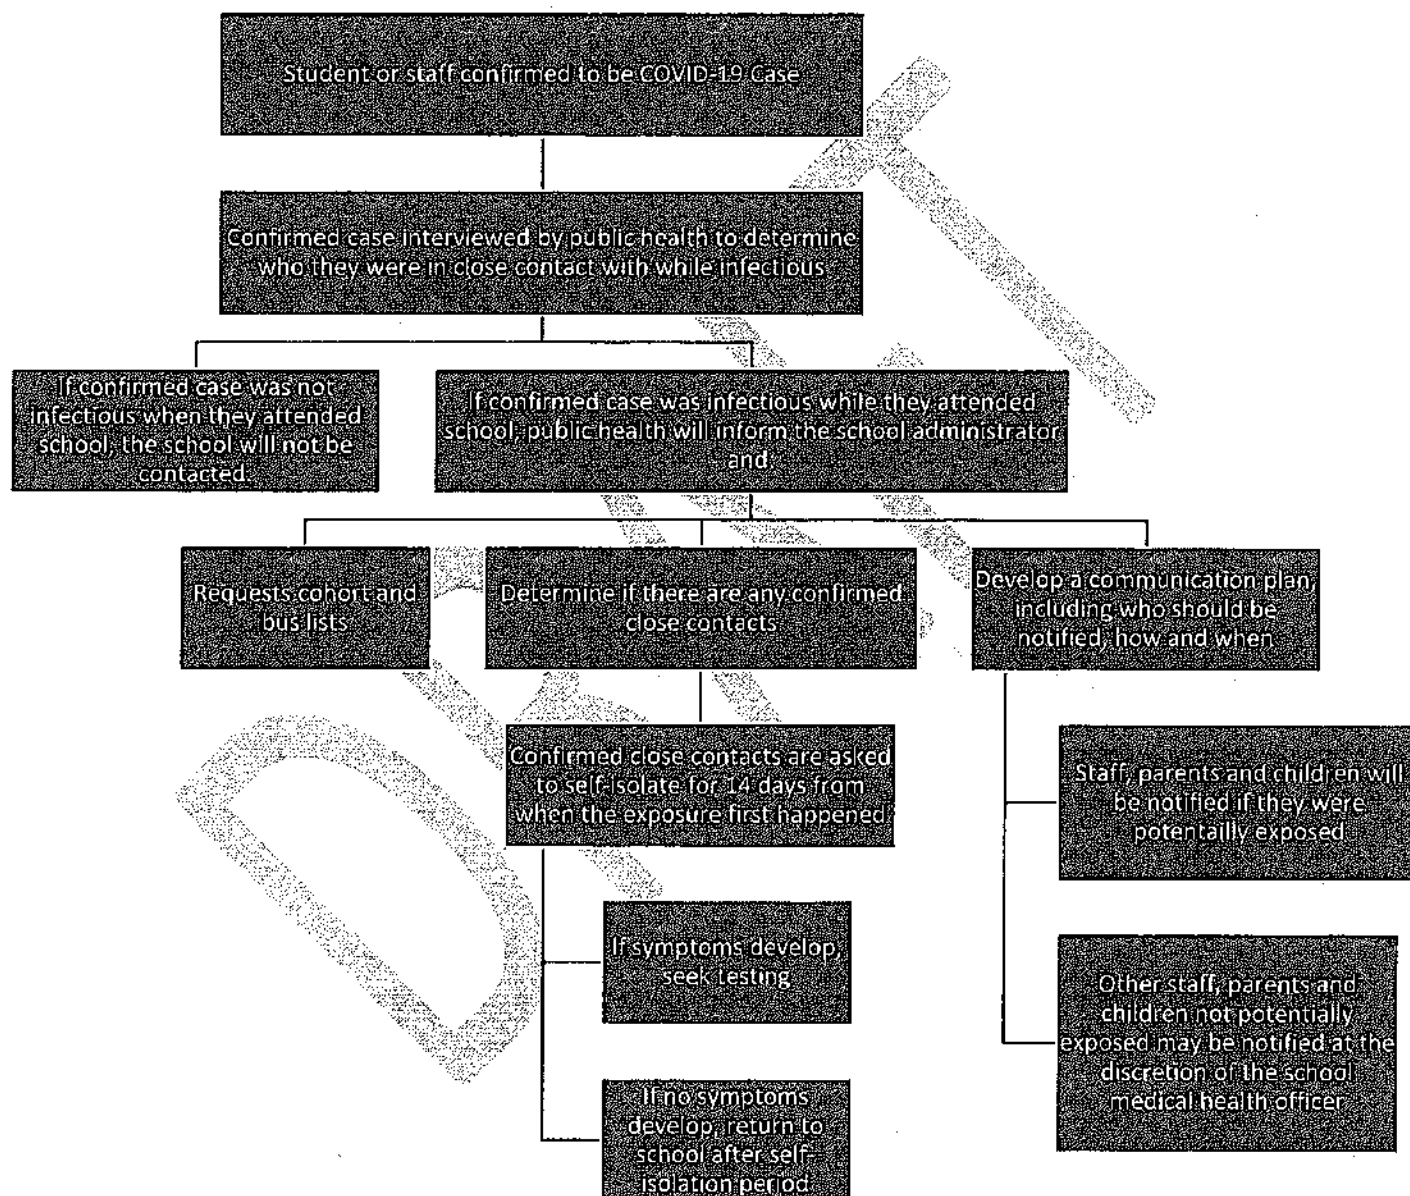 Student or staff confirmed to be COVID-19 Case
Confirmed case interviewed by public health to determine
who they were in close contact with while infectious
If confirmed case was not
infectious when they attended
school, the school will not be
contacted.
If confirmed case was infectious while they attended
school, public health will inform the school administrator
and:
Requests cohort and
bus lists
Determine if there are any confirmed
close contacts
Develop a communication plan,
including who should be
notified, how and when
Confirmed close contacts are asked
to self-isolate for 14 days from
when the exposure first happened
Staff, parents and children will
be notified if they were
potentailly exposed
If symptoms develop,
seek testing
Other staff, parents and
children not potentially
exposed may be notified at the
discretion of the school
medical health officer
If no symptoms
develop, return to
school after self-
isolation period
DRAFT